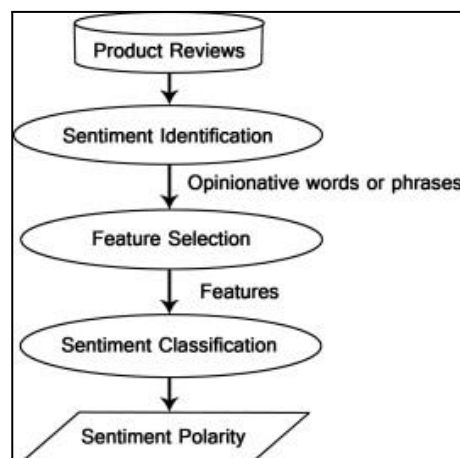 Product Reviews
Sentiment Identification
Opinionative words or phrases
Feature Selection
Features
Sentiment Classification
Sentiment Polarity